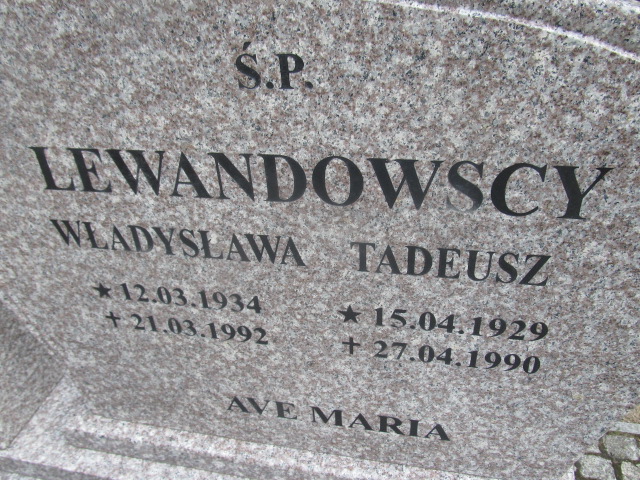 Ś.P.
LEWANDOWSCY
WŁADYSŁAWA TADEUSZ
★ 12.03.1934 ★ 15.04.1929
✝ 21.03.1992 ✝ 27.04.1990
AVE MARIA